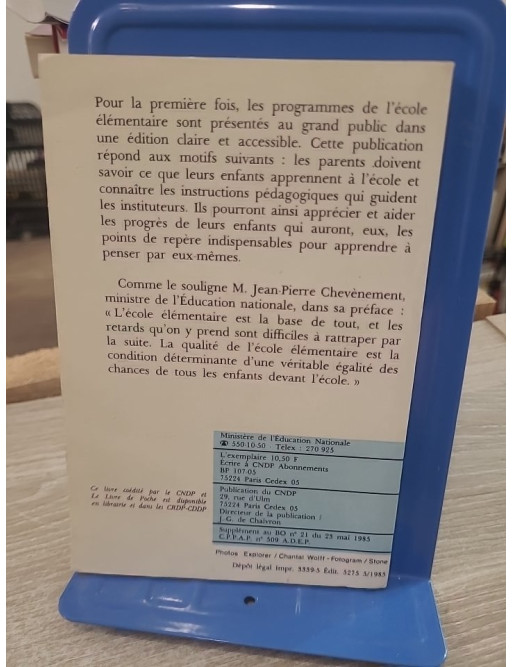 Pour la première fois, les programmes de l'école
élémentaire sont présentés au grand public dans
une édition claire et accessible. Cette publication
répond aux motifs suivants : les parents doivent
savoir ce que leurs enfants apprennent à l'école et
connaître les instructions pédagogiques qui guident
les instituteurs. Ils pourront ainsi apprécier et aider
les progrès de leurs enfants qui auront, eux, les
points de repère indispensables pour apprendre à
penser par eux-mêmes.
Comme le souligne M. Jean-Pierre Chevènement,
ministre de l'Éducation nationale, dans sa préface :
« L'école élémentaire est la base de tout, et les
retards qu'on y prend sont difficiles à rattraper par
la suite. La qualité de l'école élémentaire est la
condition déterminante d'une véritable égalité des
chances de tous les enfants devant l'école. »
Ministère de l'Éducation Nationale
☎ 550-10-50 Télex : 270 925
L'exemplaire 10,50 F
Écrire à CNDP Abonnements
BP 107-05
75224 Paris Cedex 05
Publication du CNDP
29, rue d'Ulm
75224 Paris Cedex 05
Directeur de la publication :
J. G. de Chalvron
Supplément au BO n° 21 du 23 mai 1985
C.P.P.A.P. n° 509 A.D.E.P.
Ce livre coédité par le CNDP et
Le Livre de Poche est disponible
en librairie et dans les CRDP-CDDP
Photos Explorer / Chantal Wolff - Fotogram / Stone
Dépôt légal Impr. 3339-5 Édit. 5275 5/1985